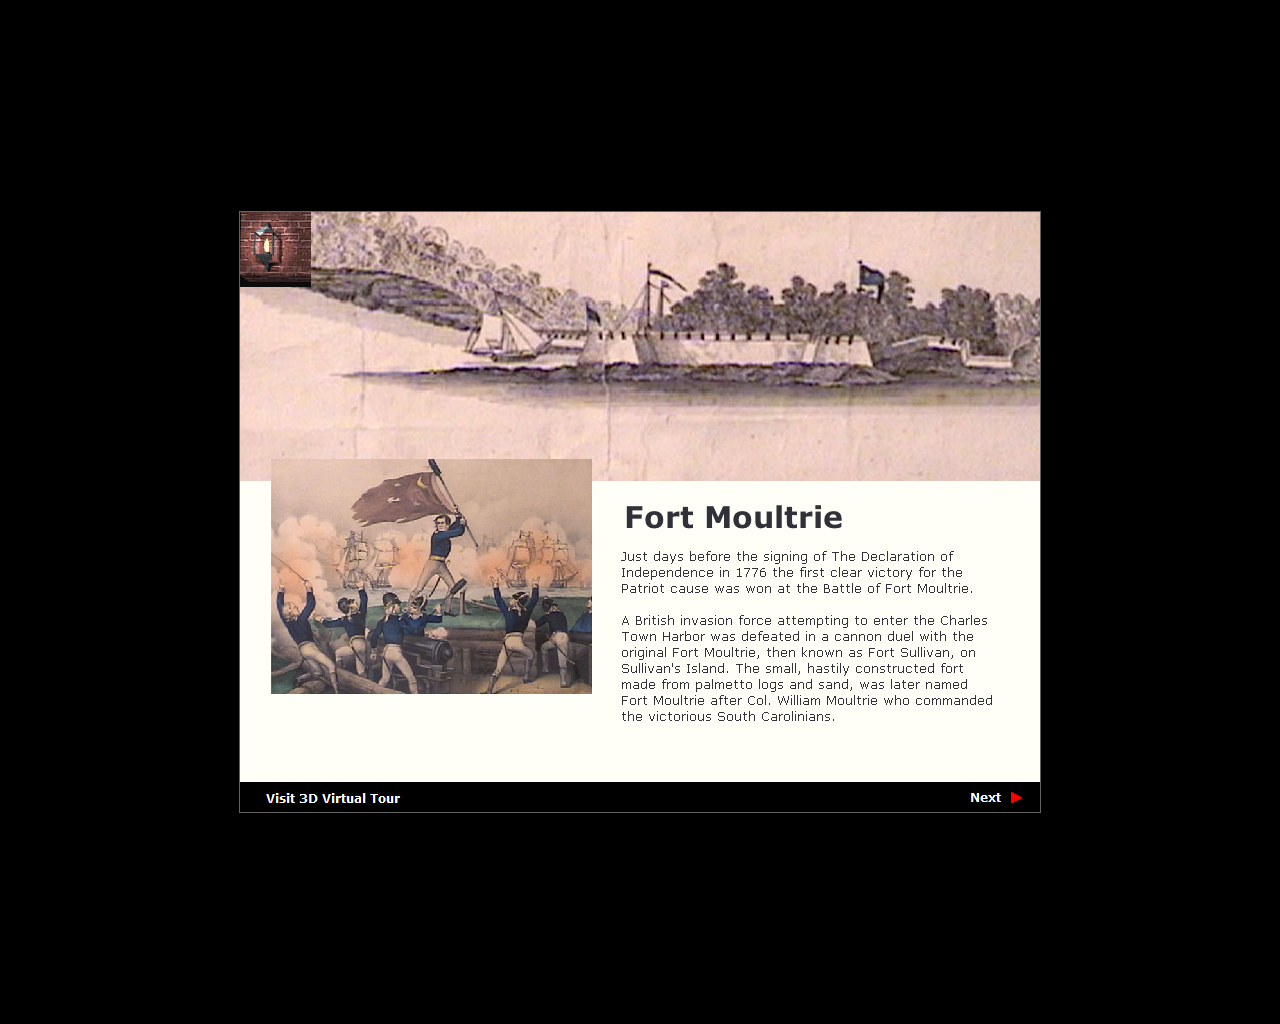 Fort Moultrie
Just days before the signing of The Declaration of
Independence in 1776 the first clear victory for the
Patriot cause was won at the Battle of Fort Moultrie.
A British invasion force attempting to enter the Charles
Town Harbor was defeated in a cannon duel with the
original Fort Moultrie, then known as Fort Sullivan, on
Sullivan's Island. The small, hastily constructed fort
made from palmetto logs and sand, was later named
Fort Moultrie after Col. William Moultrie who commanded
the victorious South Carolinians.
Visit 3D Virtual Tour
Next